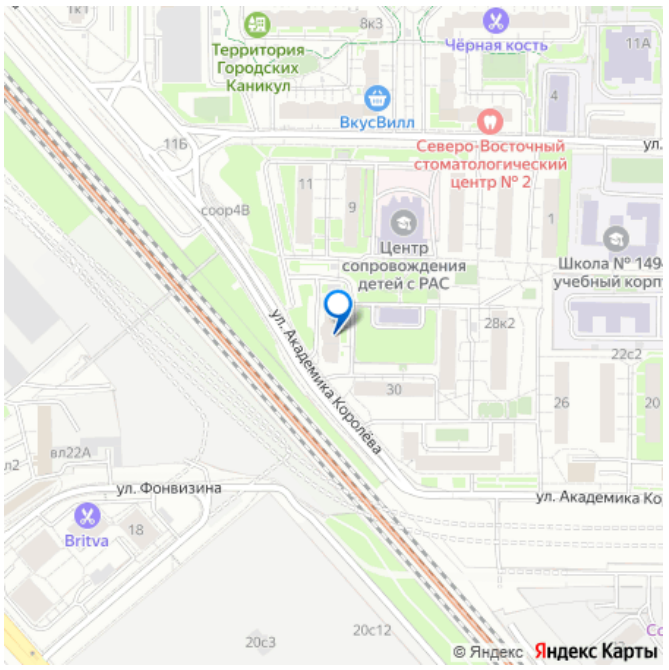 1к1
8к3
Чёрная кость
11А
Территория
Городских
Каникул
ВкусВилл
4
11Б
Северо-Восточный
стоматологический
центр № 2
ул.
11
9
соор4В
1
Центр
сопровождения
детей с РАС
Школа № 149
учебный корп
ул. Академика Королёва
28к2
22с2
30
26
20
вл22А
л2
ул. Фонвизина
ул. Академика Ко
Britva
18
20с3
20с12
Со
© Яндекс Яндекс Карты